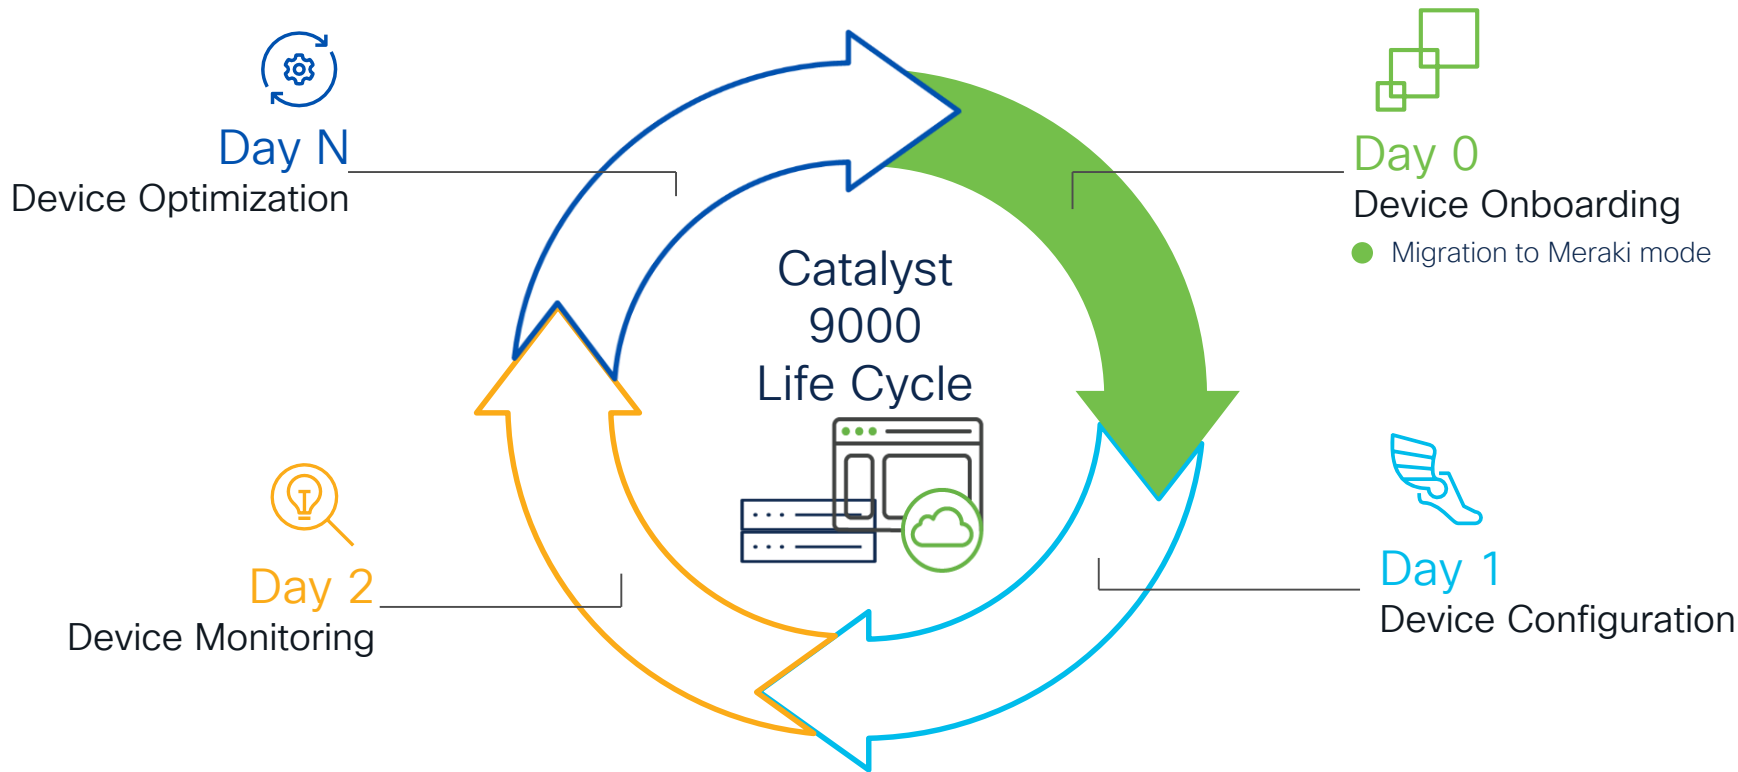 Day N
Device Optimization
Day 0
Device Onboarding
Migration to Meraki mode
Catalyst
9000
Life Cycle
Day 2
Device Monitoring
Day 1
Device Configuration